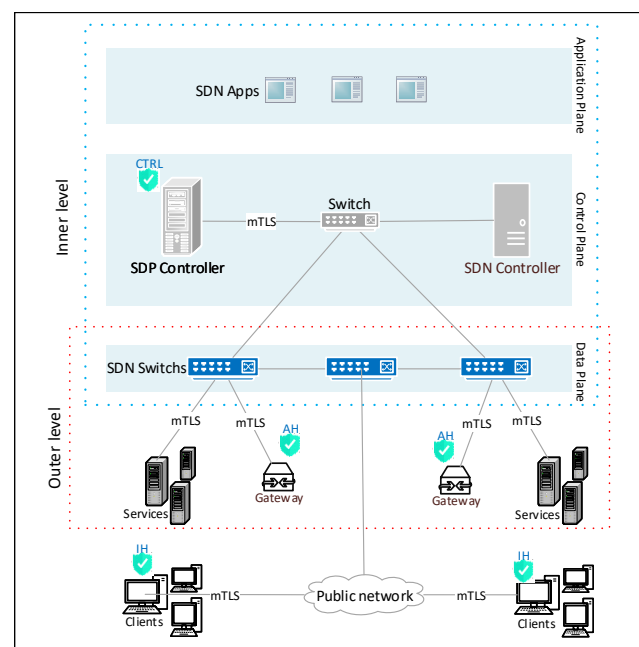 Application Plane
SDN Apps
Inner level
CTRL
Switch
mTLS
SDP Controller
SDN Controller
Control Plane
SDN Switchs
Data Plane
Outer level
mTLS
mTLS
mTLS
mTLS
AH
AH
Services
Gateway
Gateway
Services
IH
IH
mTLS
Public network
mTLS
Clients
Clients